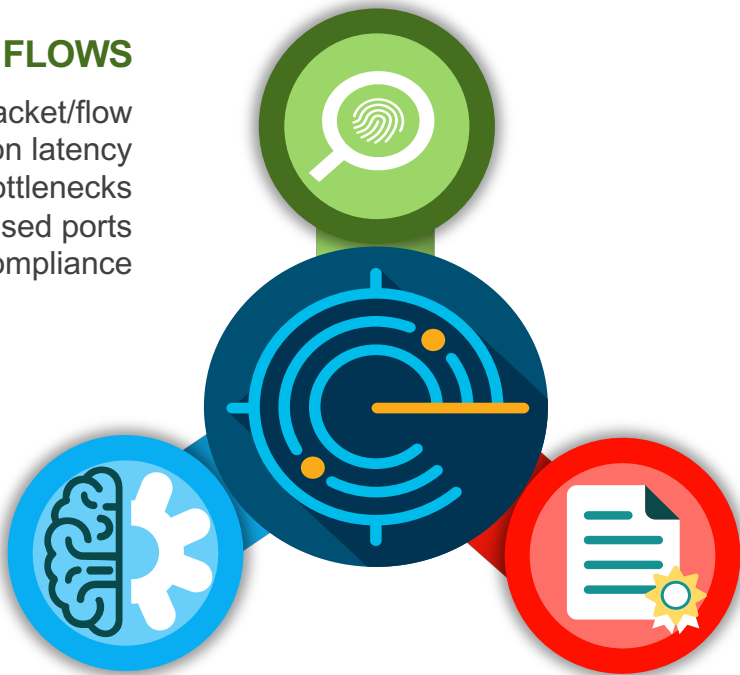 FLOWS
acket/flow
on latency
ottlenecks
sed ports
ompliance